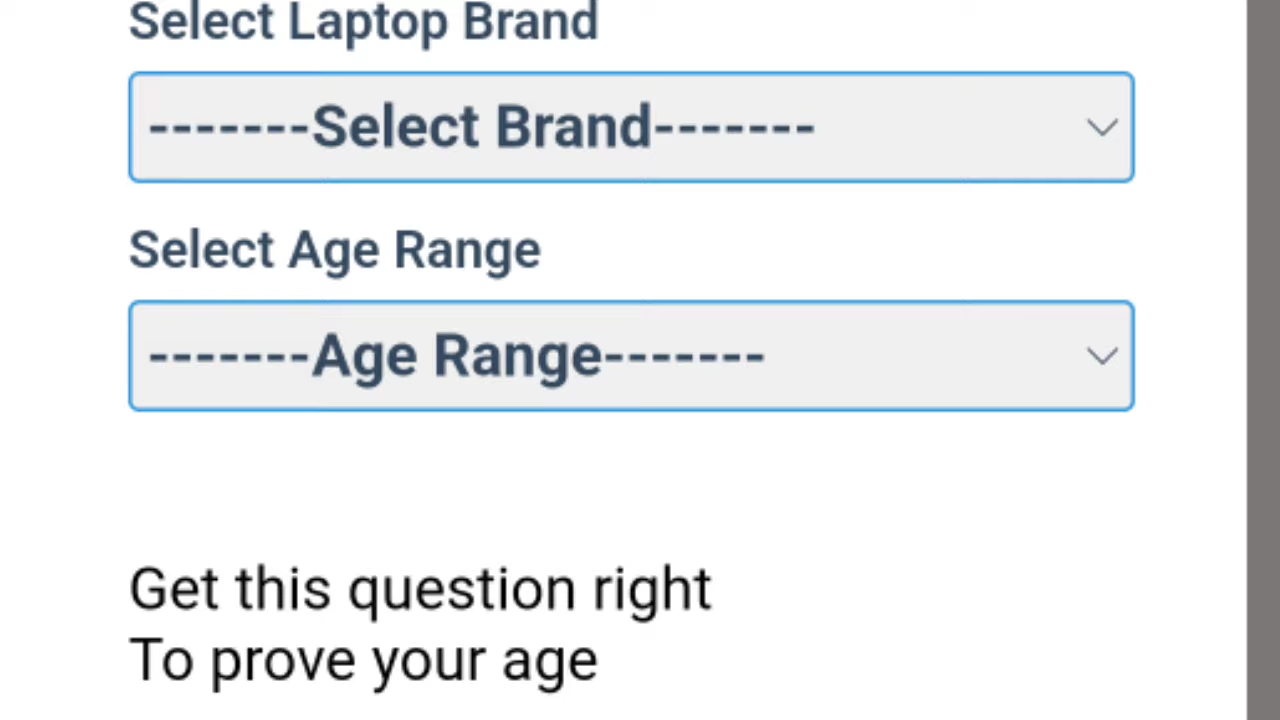 Select Laptop Brand
-------Select Brand-------
Select Age Range
-------Age Range-------
Get this question right
To prove your age